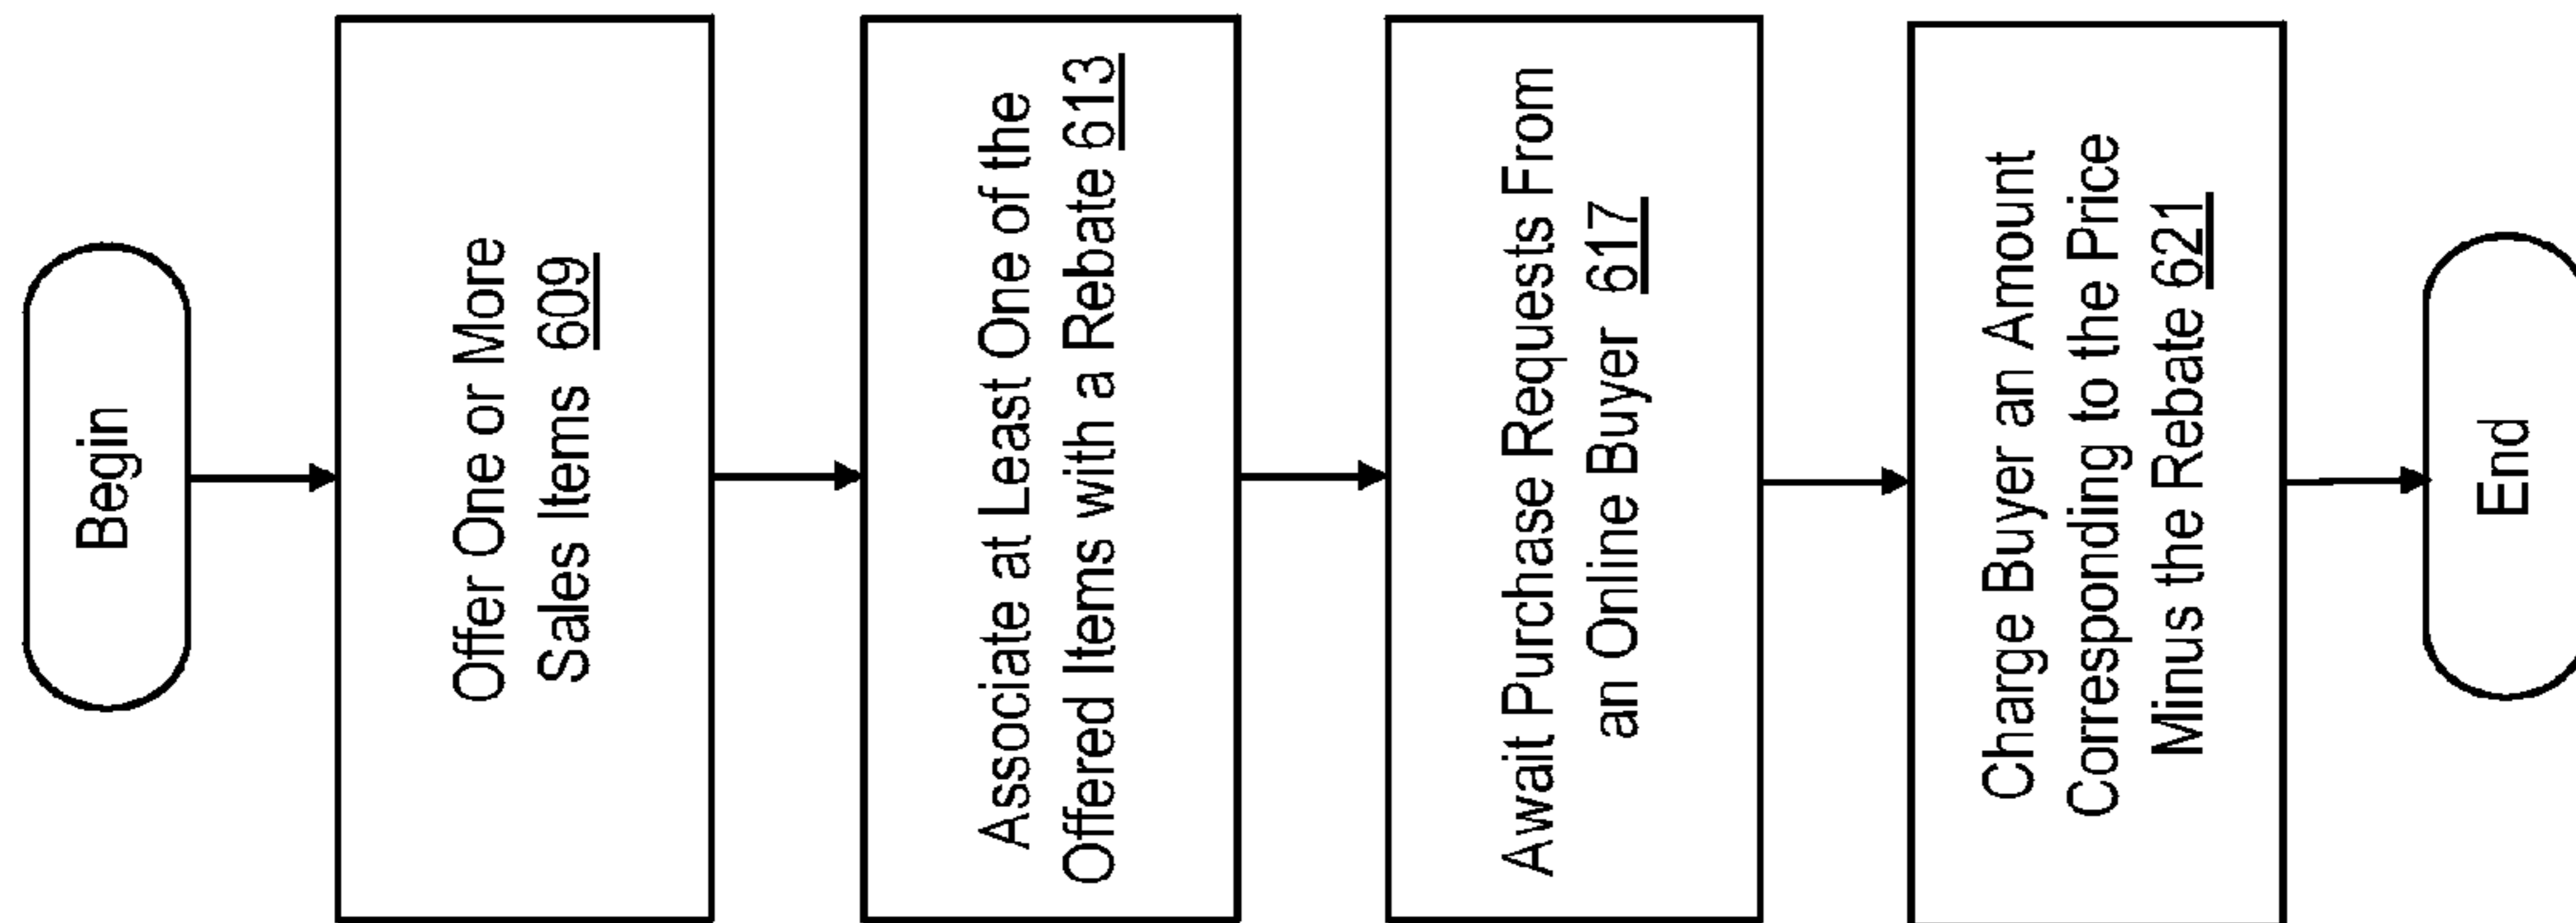 Begin
Offer One or More
Sales Items 609
Associate at Least One of the
Offered Items with a Rebate 613
Await Purchase Requests From
an Online Buyer 617
Charge Buyer an Amount
Corresponding to the Price
Minus the Rebate 621
End